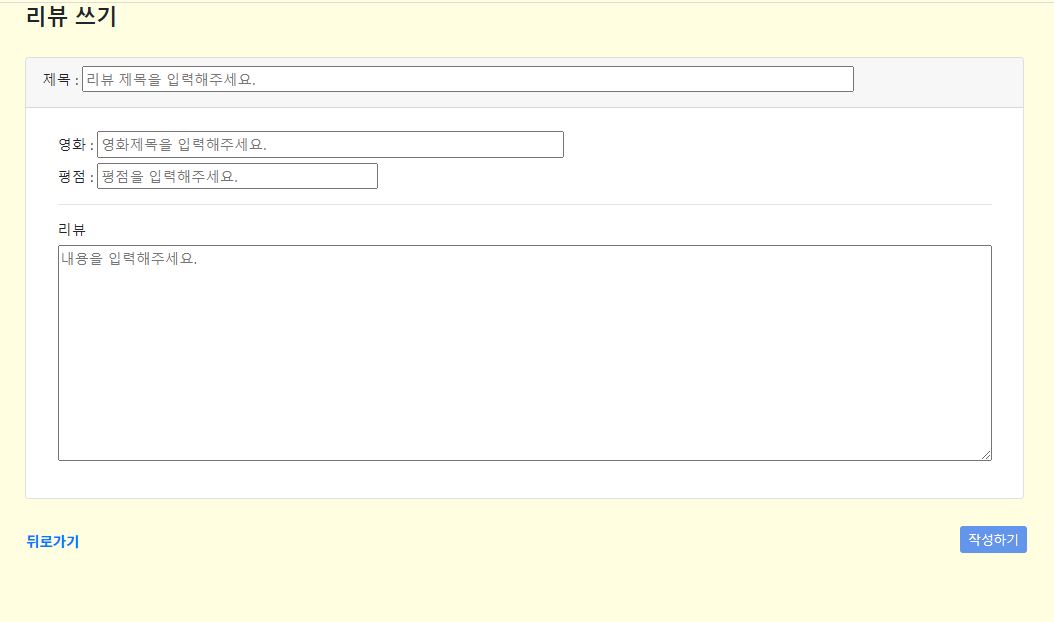 리뷰 쓰기
제목 : 리뷰 제목을 입력해주세요.
영화 : 영화제목을 입력해주세요.
평점 : 평점을 입력해주세요.
리뷰
내용을 입력해주세요.
뒤로가기 작성하기